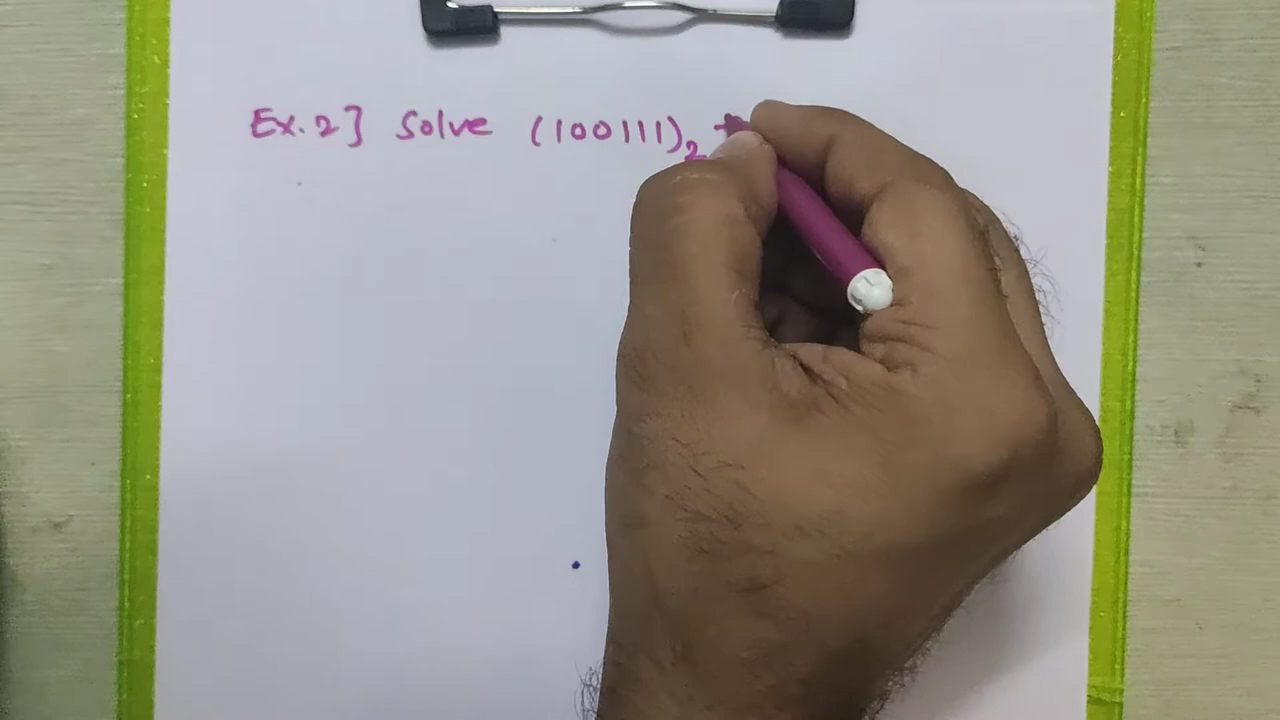 Ex.2] Solve (100111)₂ +